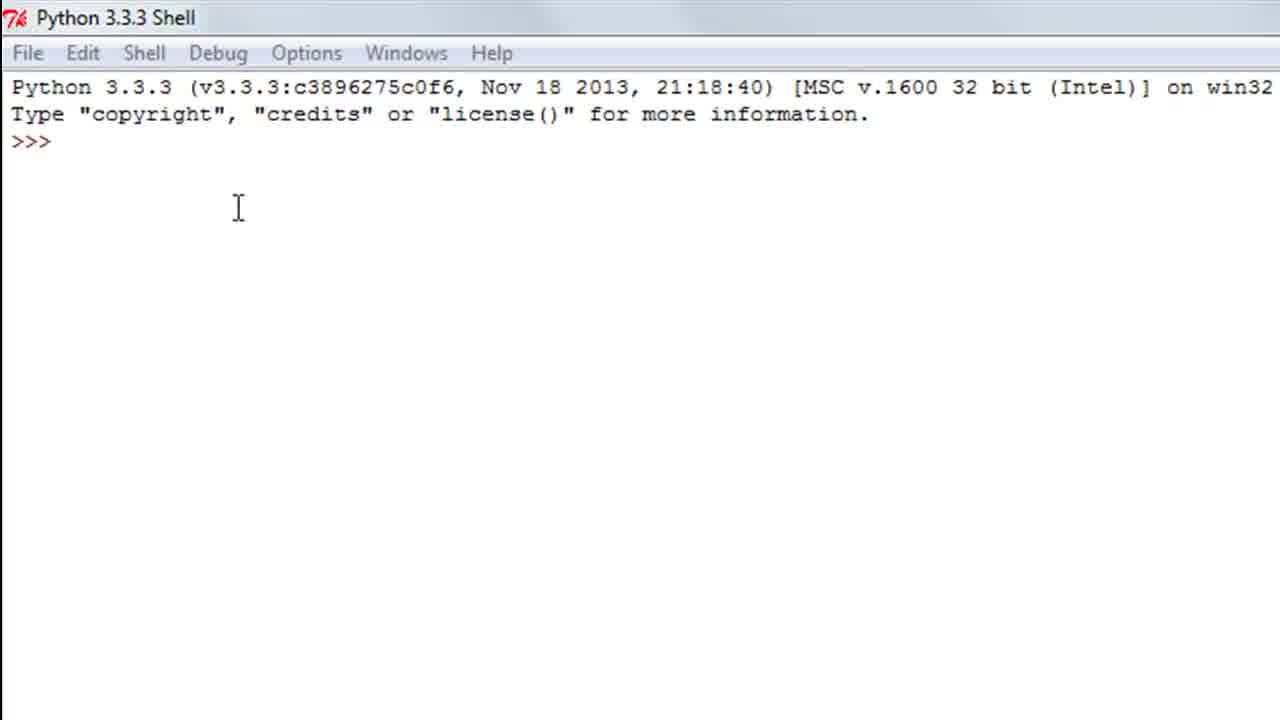 Python 3.3.3 Shell
File Edit Shell Debug Options Windows Help
Python 3.3.3 (v3.3.3:c3896275c0f6, Nov 18 2013, 21:18:40) [MSC v.1600 32 bit (Intel)] on win32
Type "copyright", "credits" or "license()" for more information.
>>>